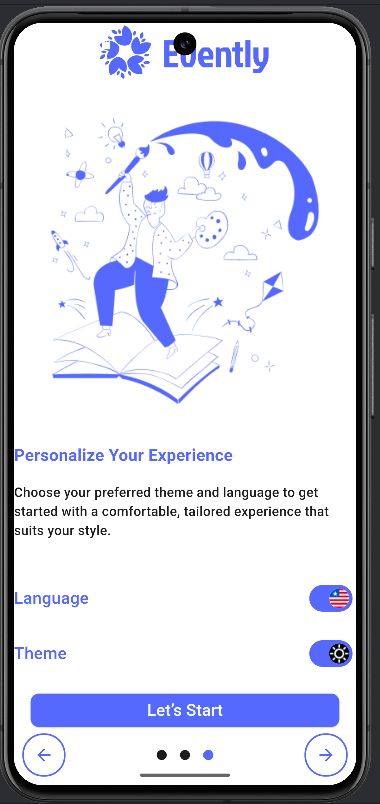 Evently
Personalize Your Experience
Choose your preferred theme and language to get
started with a comfortable, tailored experience that
suits your style.
Language
Theme
Let's Start